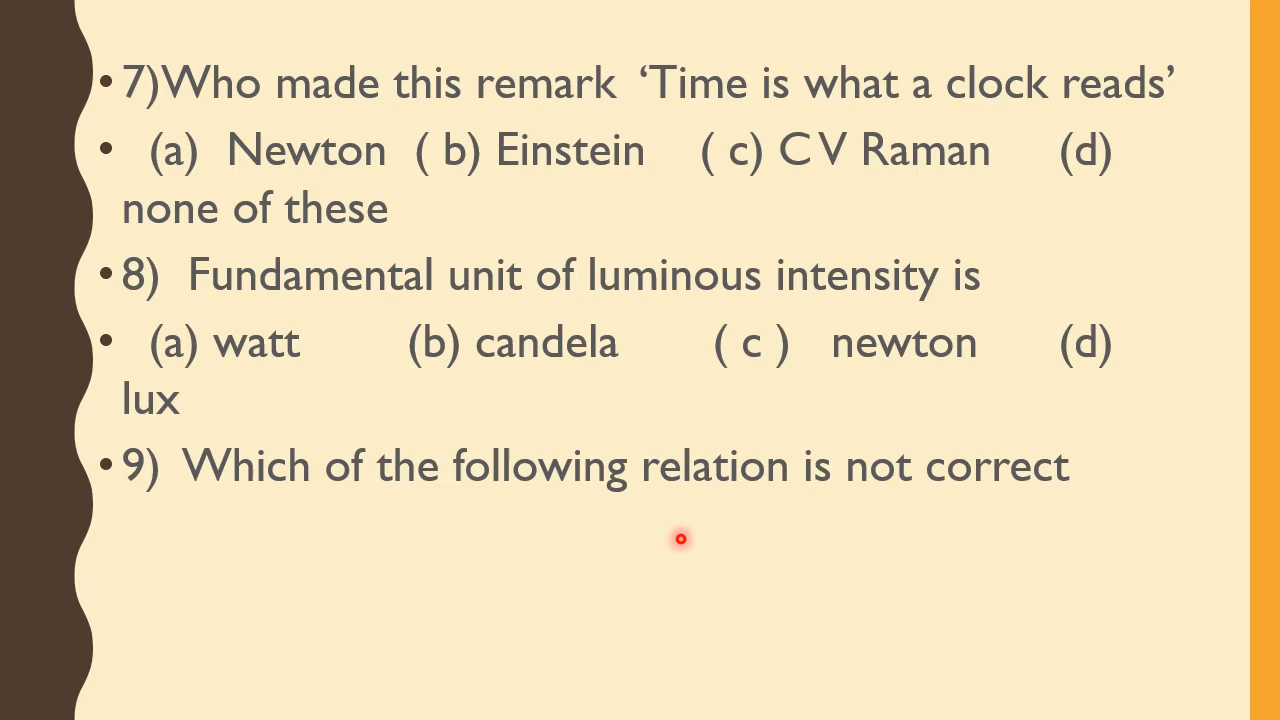 • 7)Who made this remark ‘Time is what a clock reads’
• (a) Newton ( b) Einstein ( c) C V Raman (d)
none of these
• 8) Fundamental unit of luminous intensity is
• (a) watt (b) candela ( c ) newton (d)
lux
• 9) Which of the following relation is not correct